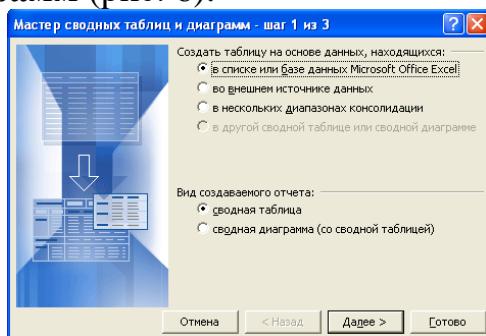 Мастер сводных таблиц и диаграмм - шаг 1 из 3
Создать таблицу на основе данных, находящихся:
в списке или базе данных Microsoft Office Excel
во внешнем источнике данных
в нескольких диапазонах консолидации
в другой сводной таблице или сводной диаграмме
Вид создаваемого отчета:
сводная таблица
сводная диаграмма (со сводной таблицей)
Отмена < Назад Далее > Готово